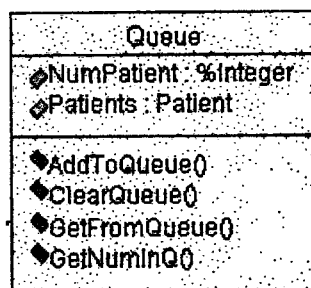 Queue
NumPatient : %Integer
Patients : Patient
AddToQueue()
ClearQueue()
GetFromQueue()
GetNumInQ()